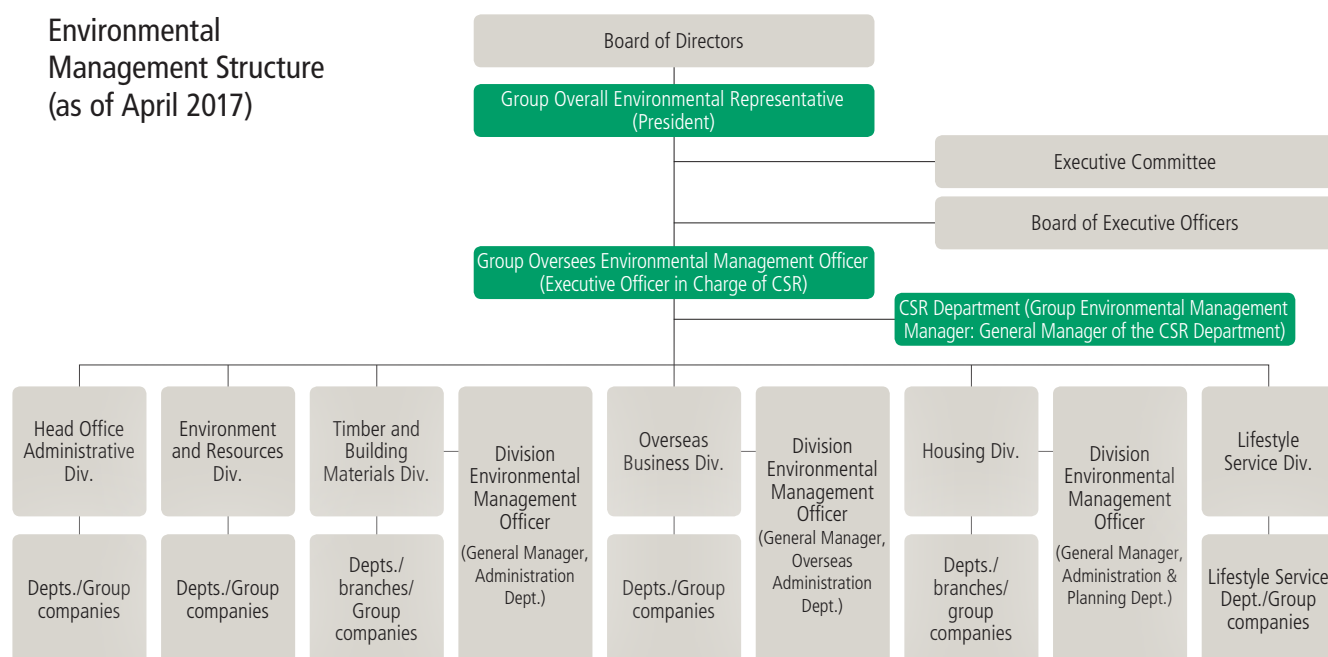 Environmental
Management Structure
(as of April 2017)
Board of Directors
Group Overall Environmental Representative
(President)
Executive Committee
Board of Executive Officers
Group Oversees Environmental Management Officer
(Executive Officer in Charge of CSR)
CSR Department (Group Environmental Management
Manager: General Manager of the CSR Department)
Head Office
Administrative
Div.
Environment
and Resources
Div.
Timber and
Building
Materials Div.
Division
Environmental
Management
Officer
(General Manager,
Administration
Dept.)
Overseas
Business Div.
Division
Environmental
Management
Officer
(General Manager,
Overseas
Administration
Dept.)
Housing Div.
Division
Environmental
Management
Officer
(General Manager,
Administration &
Planning Dept.)
Lifestyle
Service Div.
Depts./Group
companies
Depts./Group
companies
Depts./
branches/
Group
companies
Depts./Group
companies
Depts./
branches/
group
companies
Lifestyle Service
Dept./Group
companies